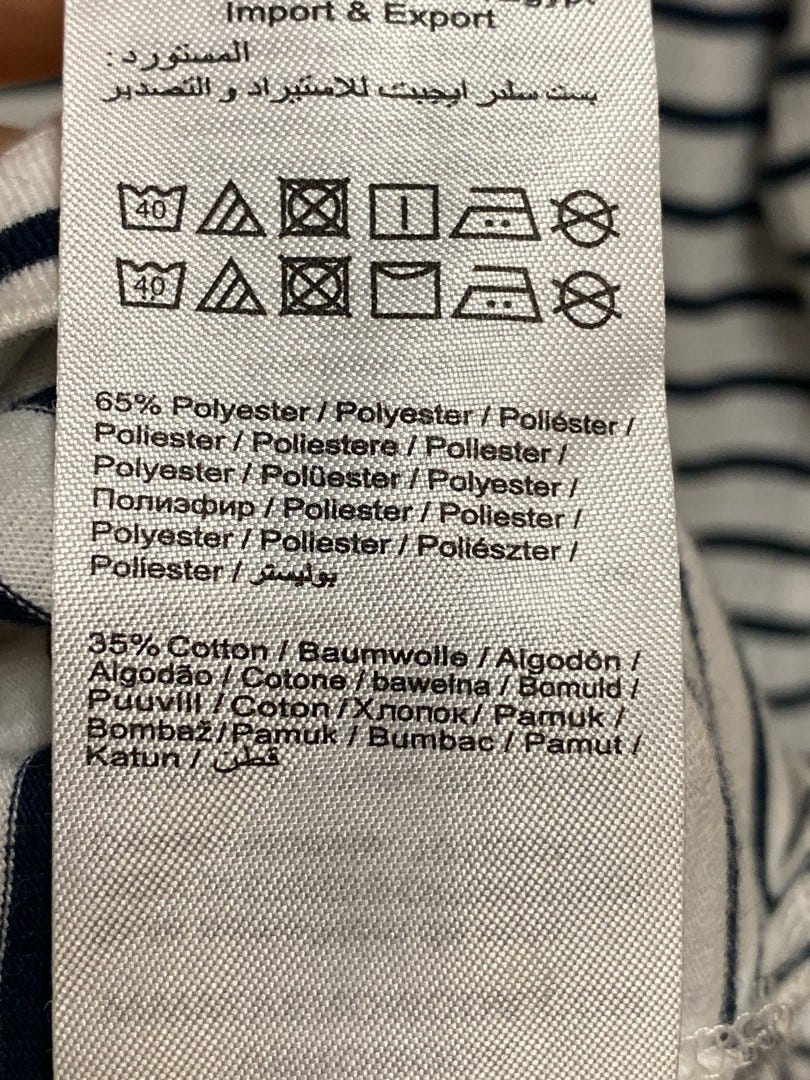 Import & Export
المستورد:
بست سلر ايجيبت للاستيراد و التصدير
40
40
65% Polyester / Polyester / Poliéster /
Poliester / Poliestere / Poliester /
Polyester / Polüester / Polyester /
Полиэфир / Poliester / Poliester /
Polyester / Poliester / Poliészter /
Poliester / بوليستر
35% Cotton / Baumwolle / Algodón /
Algodão / Cotone / bawełna / Bomuld /
Puuvill / Coton / Хлопок/ Pamuk /
Bombaž/ Pamuk / Bumbac / Pamut /
Katun / قطن